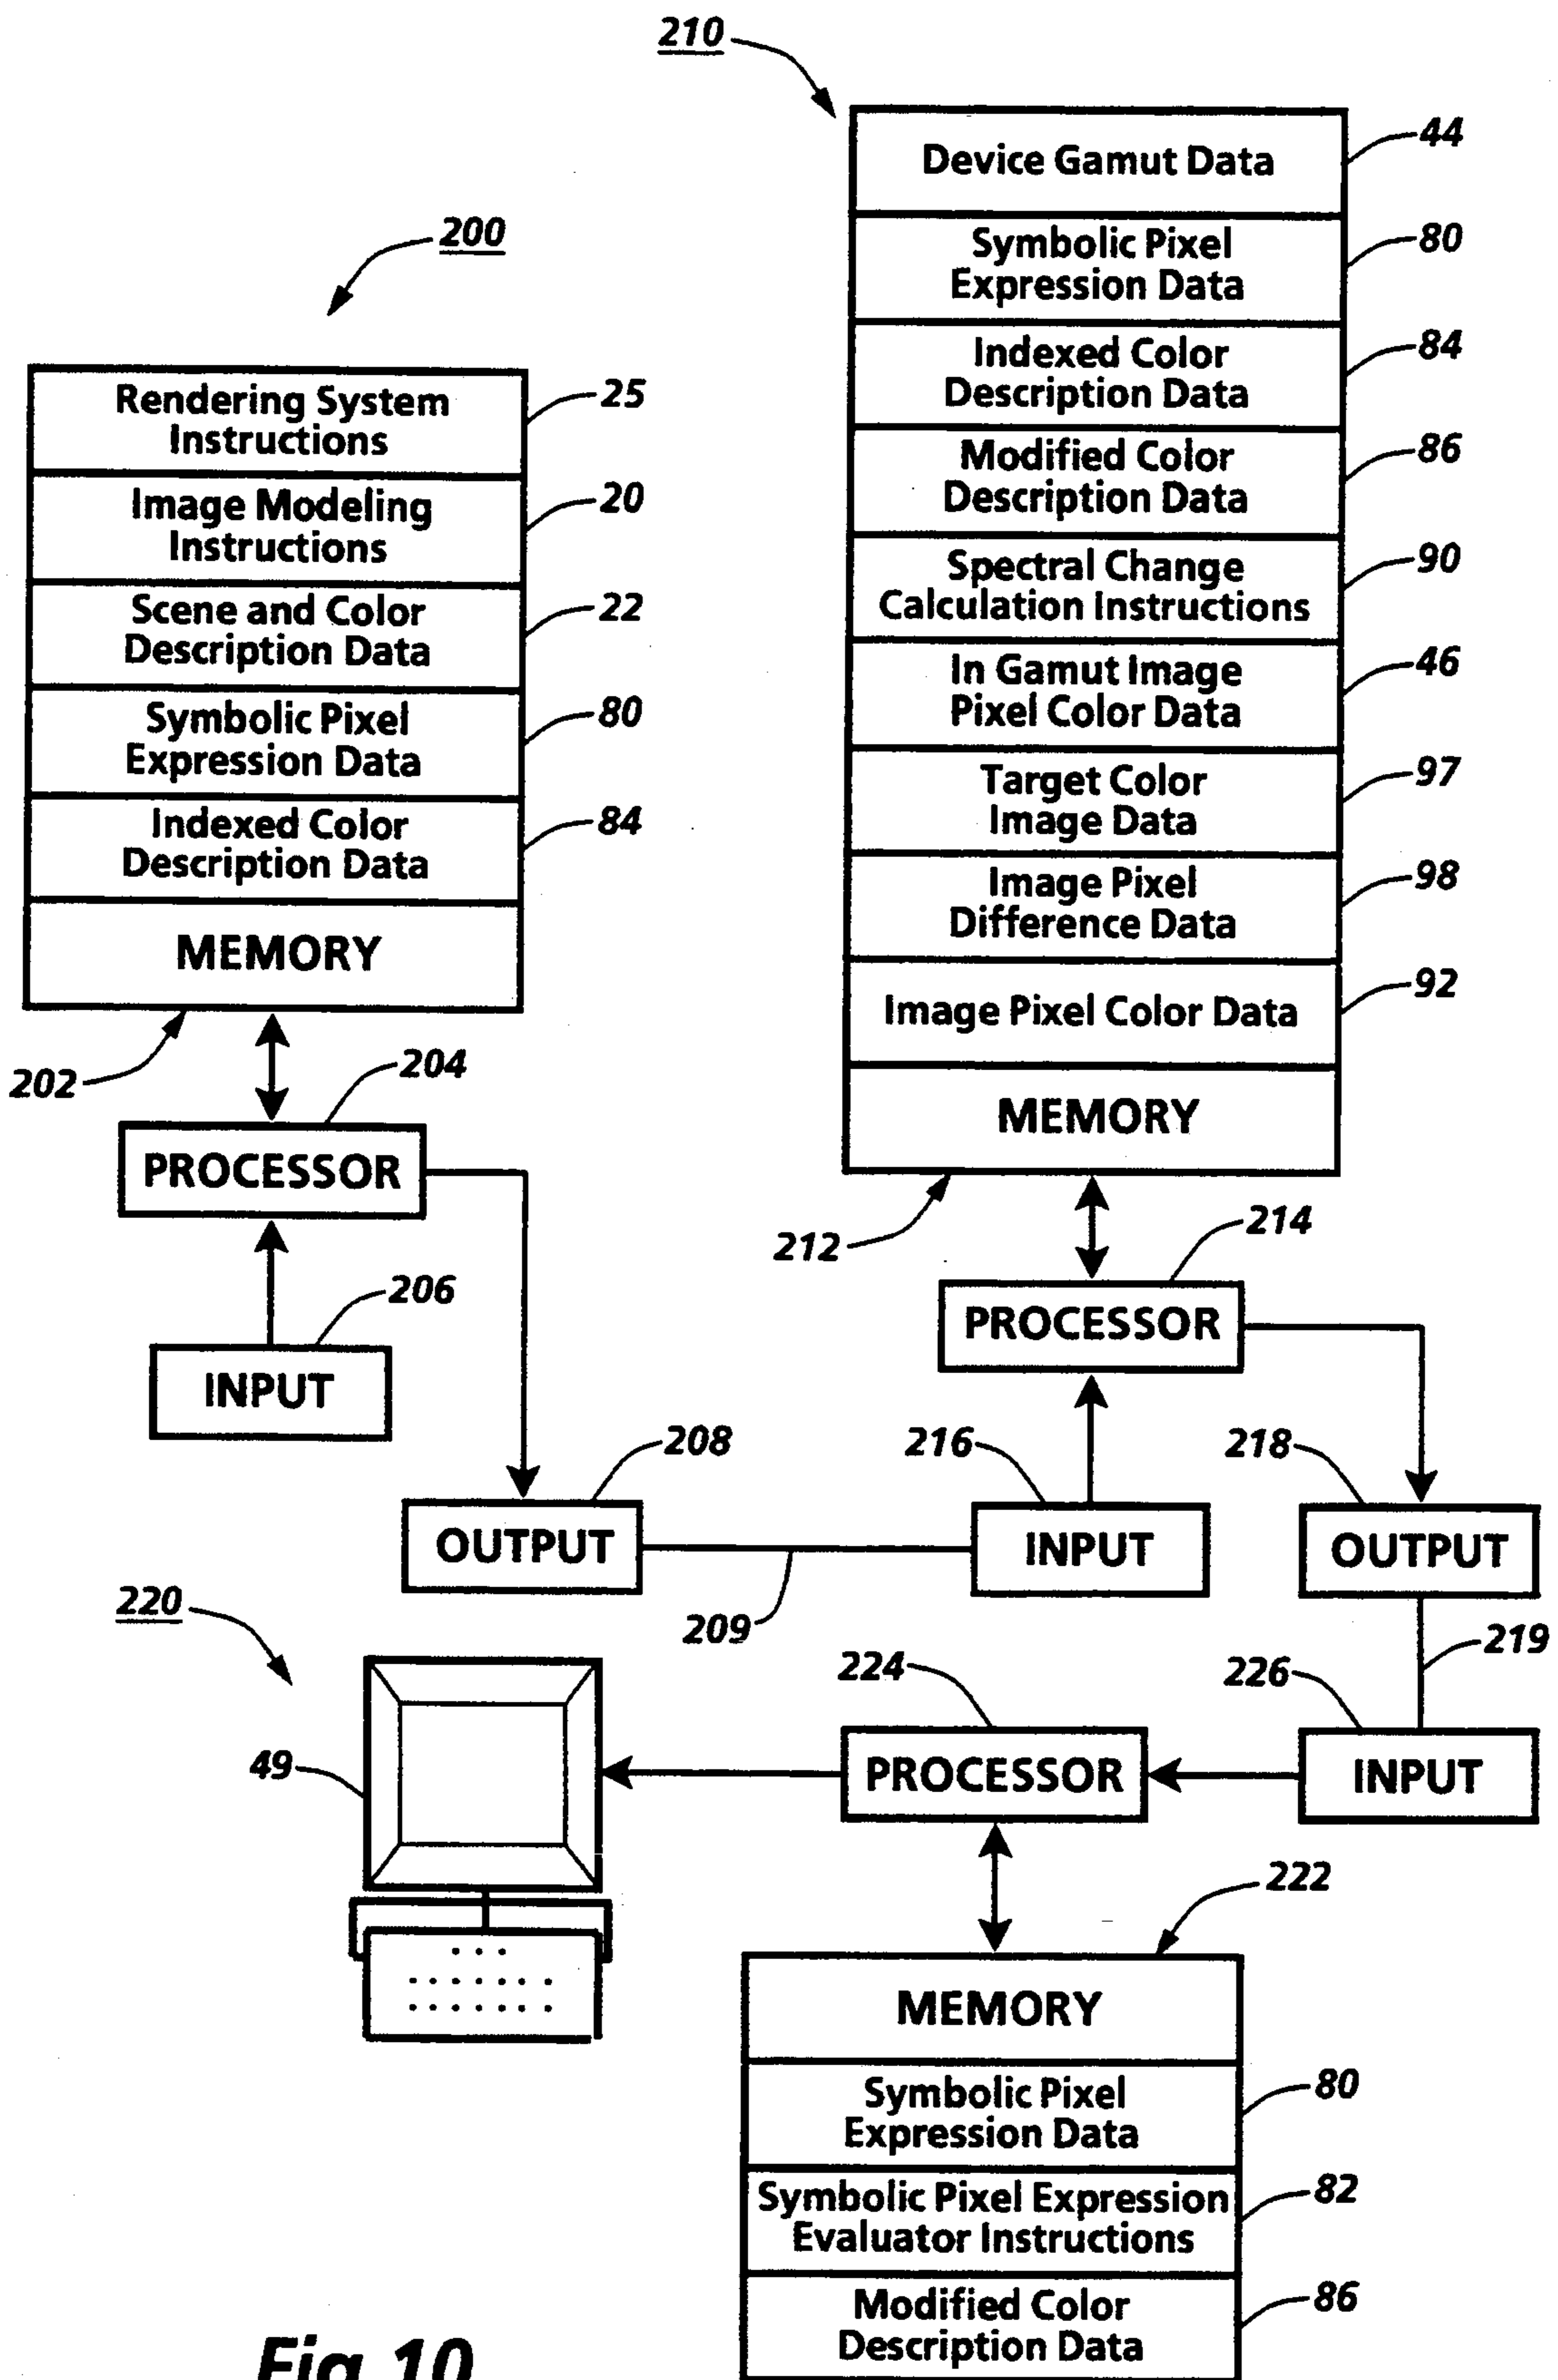 210
Device Gamut Data
44
Symbolic Pixel
Expression Data
80
Indexed Color
Description Data
84
Modified Color
Description Data
86
Spectral Change
Calculation Instructions
90
In Gamut Image
Pixel Color Data
46
Target Color
Image Data
97
Image Pixel
Difference Data
98
Image Pixel Color Data
92
MEMORY
212
200
Rendering System
Instructions
25
Image Modeling
Instructions
20
Scene and Color
Description Data
22
Symbolic Pixel
Expression Data
80
Indexed Color
Description Data
84
MEMORY
202
204
PROCESSOR
206
INPUT
208
OUTPUT
209
214
PROCESSOR
216
INPUT
218
OUTPUT
219
220
49
224
PROCESSOR
226
INPUT
222
MEMORY
Symbolic Pixel
Expression Data
80
Symbolic Pixel Expression
Evaluator Instructions
82
Modified Color
Description Data
86
Fig.10